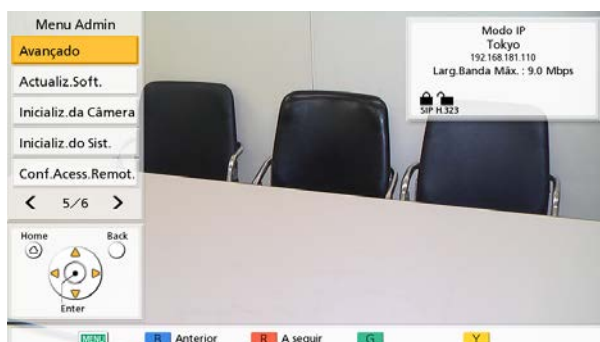 Menu Admin
Avançado
Actualiz.Soft.
Inicializ.da Câmera
Inicializ.do Sist.
Conf.Acess.Remot.
5/6
Home
Back
Enter
Modo IP
Tokyo
192.168.181.110
Larg.Banda Máx. : 9.0 Mbps
SIP H.323
MENU
B Anterior
R A seguir
G
Y